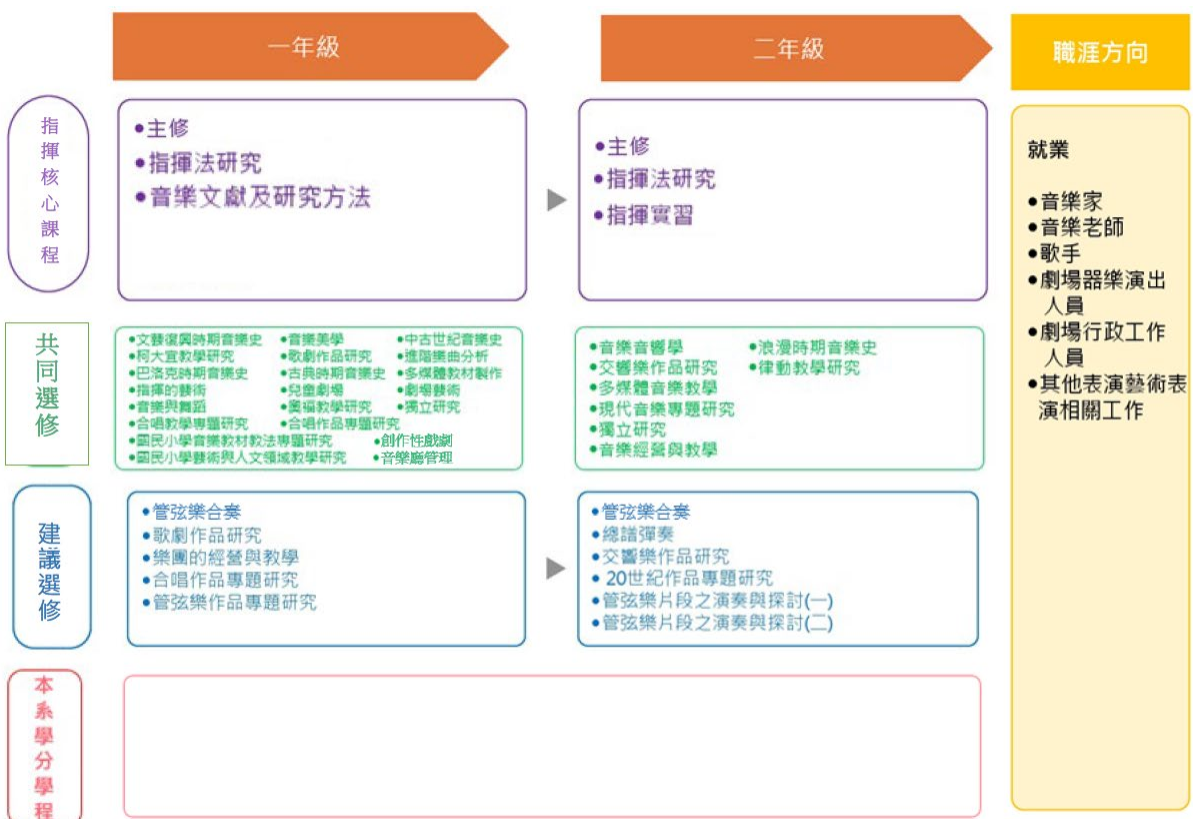 一年級
二年級
職涯方向
指揮核心課程
●主修
●指揮法研究
●音樂文獻及研究方法
●主修
●指揮法研究
●指揮實習
共同選修
●文藝復興時期音樂史 ●音樂美學 ●中古世紀音樂史
●柯大宜教學研究 ●歌劇作品研究 ●進階樂曲分析
●巴洛克時期音樂史 ●古典時期音樂史 ●多媒體教材製作
●指揮的藝術 ●兒童劇場 ●劇場藝術
●音樂與舞蹈 ●奧福教學研究 ●獨立研究
●合唱教學專題研究 ●合唱作品專題研究
●國民小學音樂教材教法專題研究 ●創作性戲劇
●國民小學藝術與人文領域教學研究 ●音樂廳管理
●音樂音響學 ●浪漫時期音樂史
●交響樂作品研究 ●律動教學研究
●多媒體音樂教學
●現代音樂專題研究
●獨立研究
●音樂經營與教學
建議選修
●管弦樂合奏
●歌劇作品研究
●樂團的經營與教學
●合唱作品專題研究
●管弦樂作品專題研究
●管弦樂合奏
●總譜彈奏
●交響樂作品研究
●20世紀作品專題研究
●管弦樂片段之演奏與探討(一)
●管弦樂片段之演奏與探討(二)
本系學分學程
就業
●音樂家
●音樂老師
●歌手
●劇場器樂演出
人員
●劇場行政工作
人員
●其他表演藝術表
演相關工作